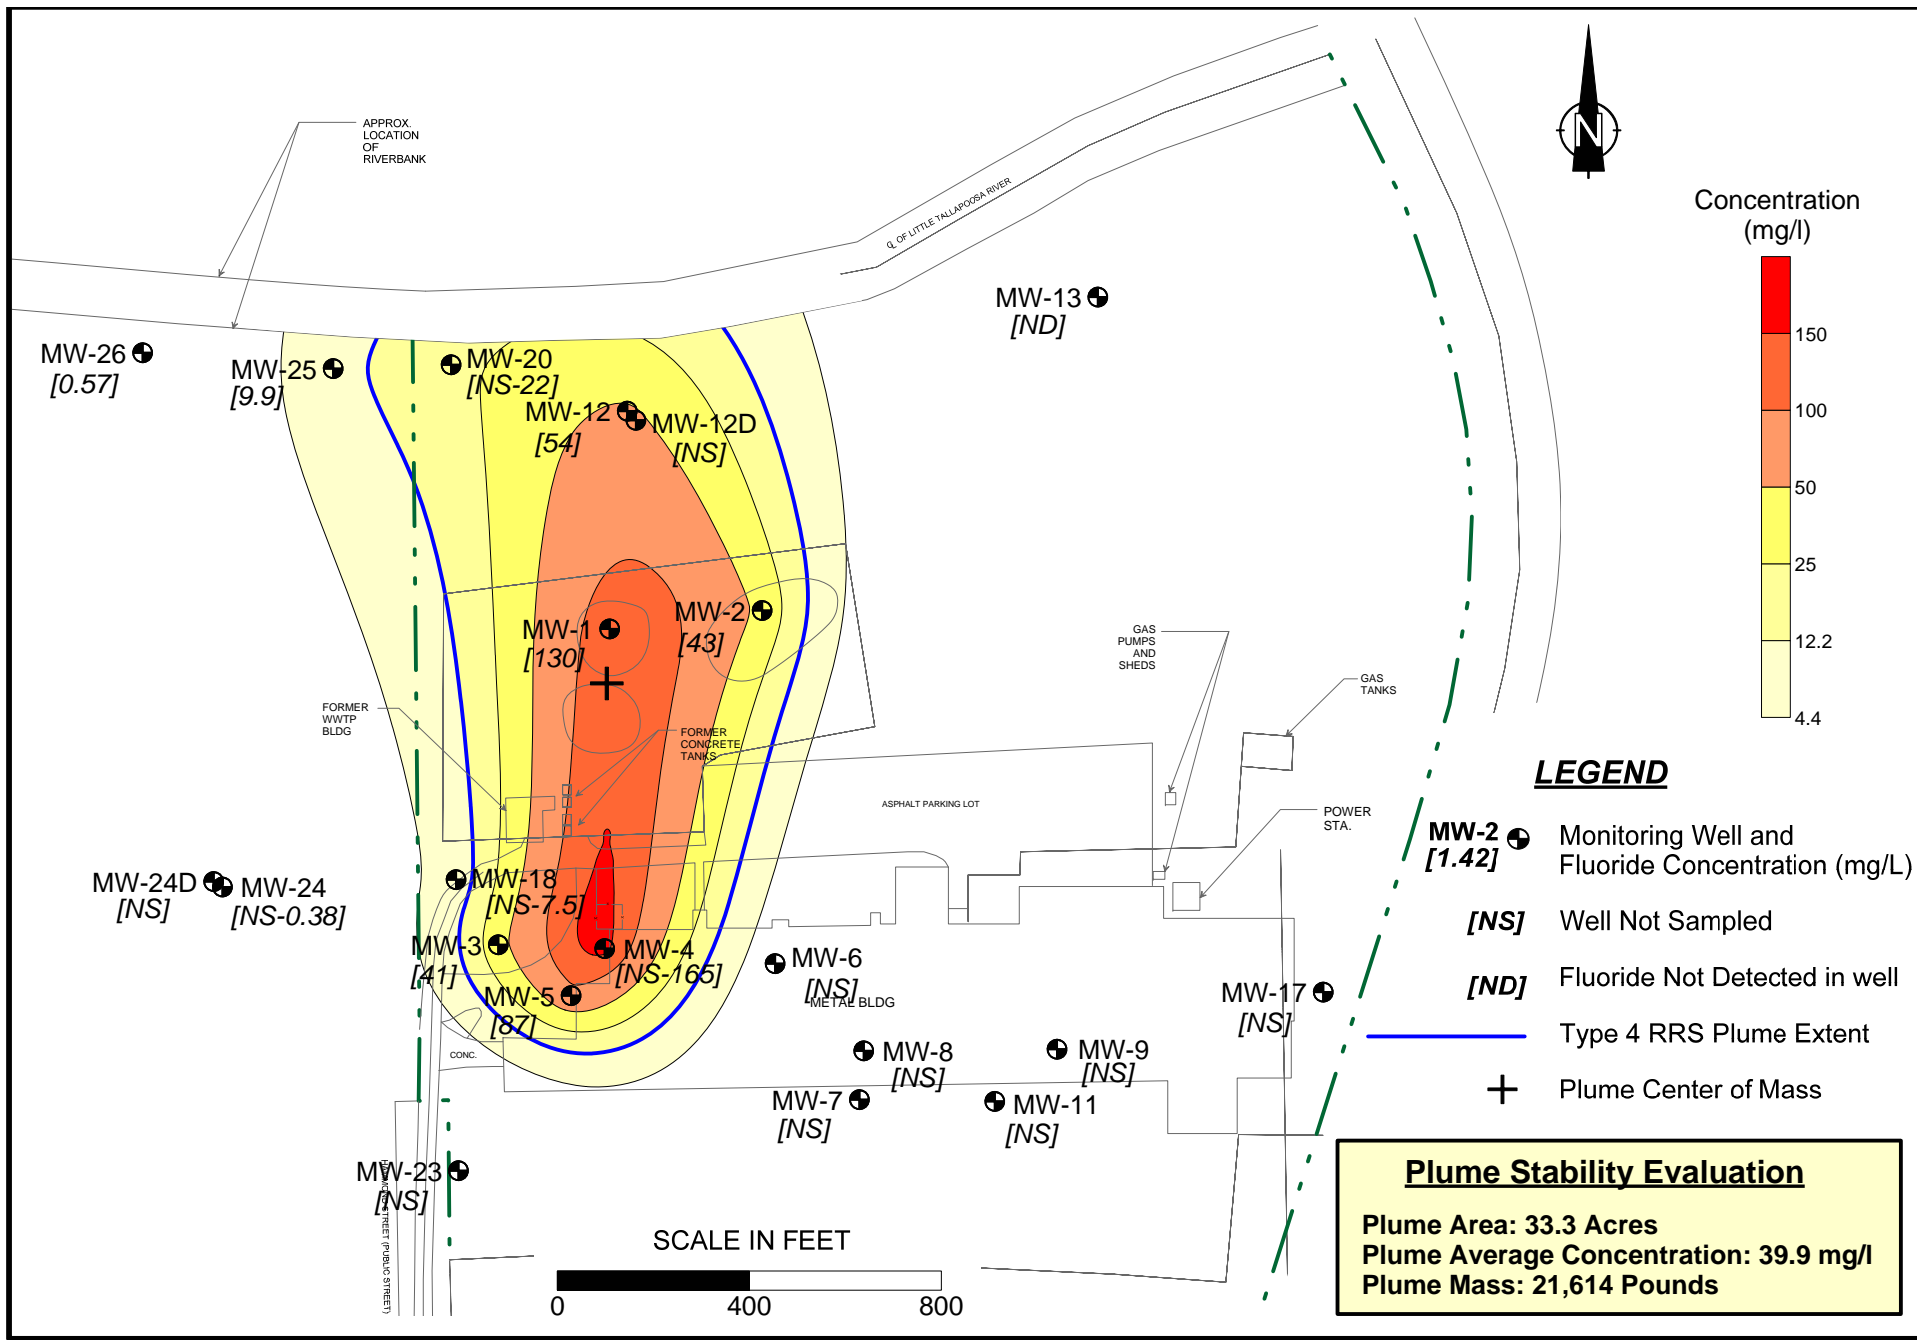 APPROX.
LOCATION
OF
RIVERBANK
N
Concentration
(mg/l)
150
100
50
25
12.2
4.4
℄ OF LITTLE TALLAPOOSA RIVER
MW-13
[ND]
MW-26
[0.57]
MW-25
[9.9]
MW-20
[NS-22]
MW-12
[54]
MW-12D
[NS]
MW-1
[130]
MW-2
[43]
GAS
PUMPS
AND
SHEDS
GAS
TANKS
FORMER
WWTP
BLDG
FORMER
CONCRETE
TANKS
ASPHALT PARKING LOT
POWER
STA.
MW-24D
[NS]
MW-24
[NS-0.38]
MW-18
[NS-7.5]
MW-3
[41]
MW-4
[NS-165]
MW-5
[87]
MW-6
[NS]
METAL BLDG
MW-17
[NS]
CONC.
MW-8
[NS]
MW-9
[NS]
MW-7
[NS]
MW-11
[NS]
MW-23
[NS]
HAMMOND STREET (PUBLIC STREET)
SCALE IN FEET
0
400
800
LEGEND
MW-2
[1.42]
Monitoring Well and
Fluoride Concentration (mg/L)
[NS] Well Not Sampled
[ND] Fluoride Not Detected in well
Type 4 RRS Plume Extent
Plume Center of Mass
Plume Stability Evaluation
Plume Area: 33.3 Acres
Plume Average Concentration: 39.9 mg/l
Plume Mass: 21,614 Pounds